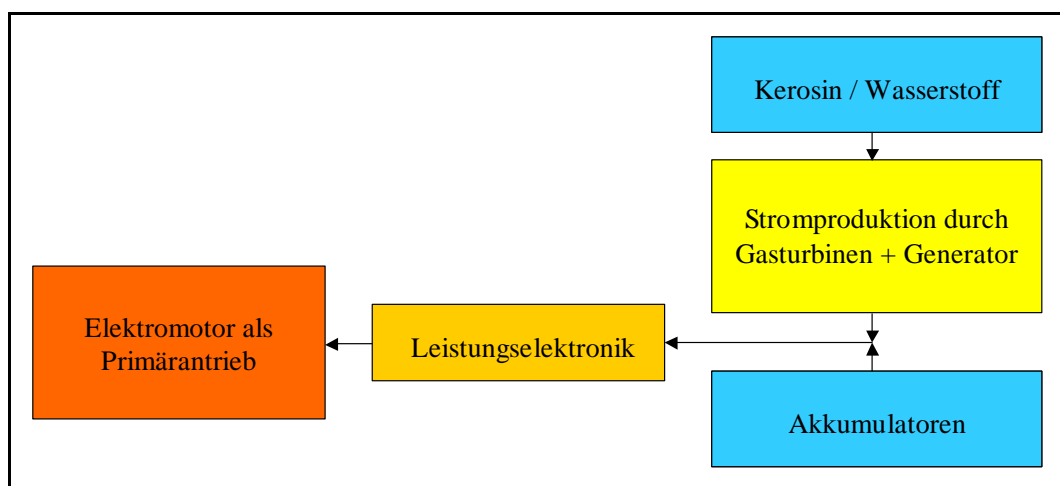 Kerosin / Wasserstoff
Stromproduktion durch
Gasturbinen + Generator
Elektromotor als
Primärantrieb
Leistungselektronik
Akkumulatoren